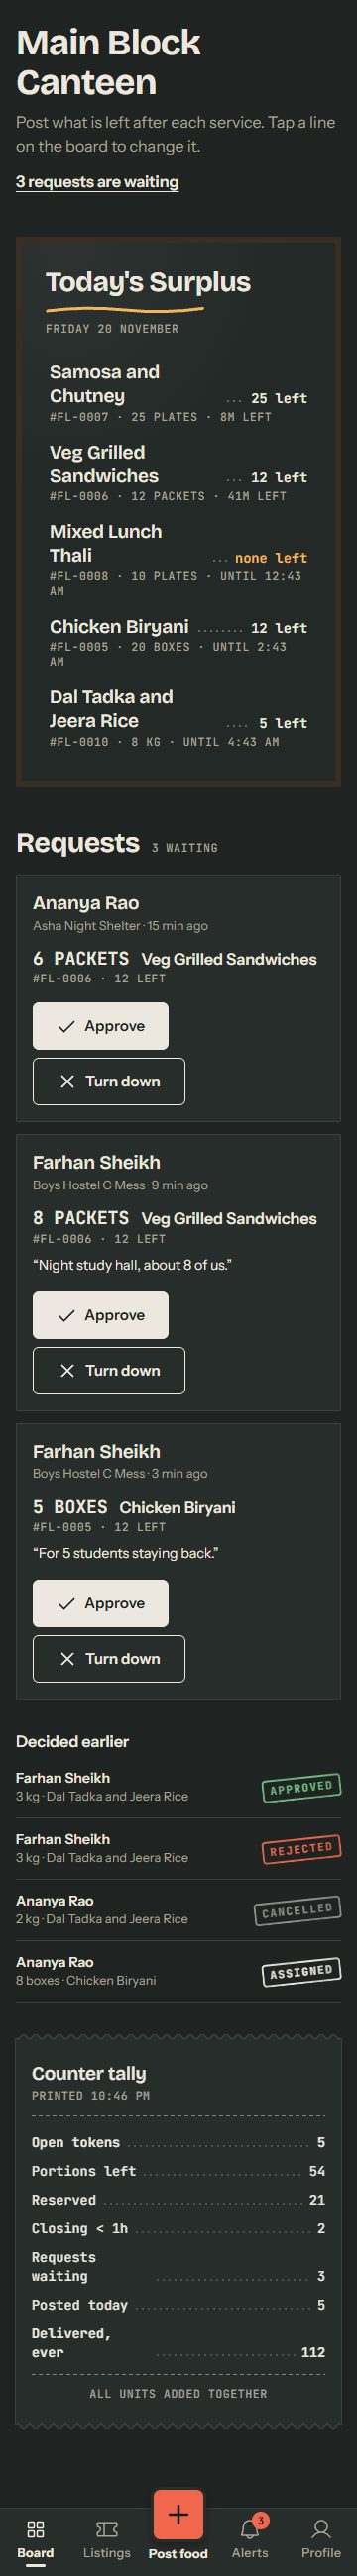 Main Block
Canteen
Post what is left after each service. Tap a line
on the board to change it.
3 requests are waiting
Today's Surplus
FRIDAY 20 NOVEMBER
Samosa and
Chutney ... 25 left
#FL-0007 · 25 PLATES · 8M LEFT
Veg Grilled
Sandwiches ... 12 left
#FL-0006 · 12 PACKETS · 41M LEFT
Mixed Lunch
Thali ... none left
#FL-0008 · 10 PLATES · UNTIL 12:43
AM
Chicken Biryani ........ 12 left
#FL-0005 · 20 BOXES · UNTIL 2:43
AM
Dal Tadka and
Jeera Rice .... 5 left
#FL-0010 · 8 KG · UNTIL 4:43 AM
Requests 3 WAITING
Ananya Rao
Asha Night Shelter · 15 min ago
6 PACKETS Veg Grilled Sandwiches
#FL-0006 · 12 LEFT
Approve
Turn down
Farhan Sheikh
Boys Hostel C Mess · 9 min ago
8 PACKETS Veg Grilled Sandwiches
#FL-0006 · 12 LEFT
“Night study hall, about 8 of us.”
Approve
Turn down
Farhan Sheikh
Boys Hostel C Mess · 3 min ago
5 BOXES Chicken Biryani
#FL-0005 · 12 LEFT
“For 5 students staying back.”
Approve
Turn down
Decided earlier
Farhan Sheikh
3 kg · Dal Tadka and Jeera Rice
APPROVED
Farhan Sheikh
3 kg · Dal Tadka and Jeera Rice
REJECTED
Ananya Rao
2 kg · Dal Tadka and Jeera Rice
CANCELLED
Ananya Rao
8 boxes · Chicken Biryani
ASSIGNED
Counter tally
PRINTED 10:46 PM
Open tokens 5
Portions left 54
Reserved 21
Closing < 1h 2
Requests
waiting 3
Posted today 5
Delivered,
ever 112
ALL UNITS ADDED TOGETHER
3
Board Listings Post food Alerts Profile